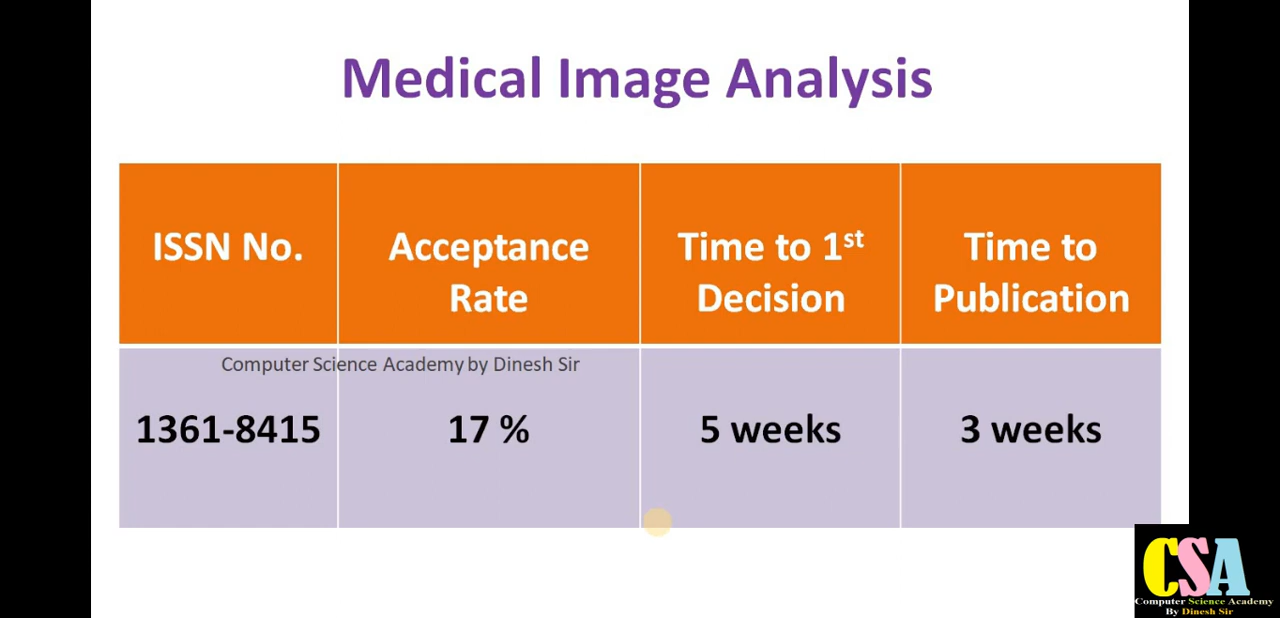 Medical Image Analysis
ISSN No.
Acceptance
Rate
Time to 1st
Decision
Time to
Publication
Computer Science Academy by Dinesh Sir
1361-8415
17 %
5 weeks
3 weeks
CSA
Computer Science Academy
By Dinesh Sir